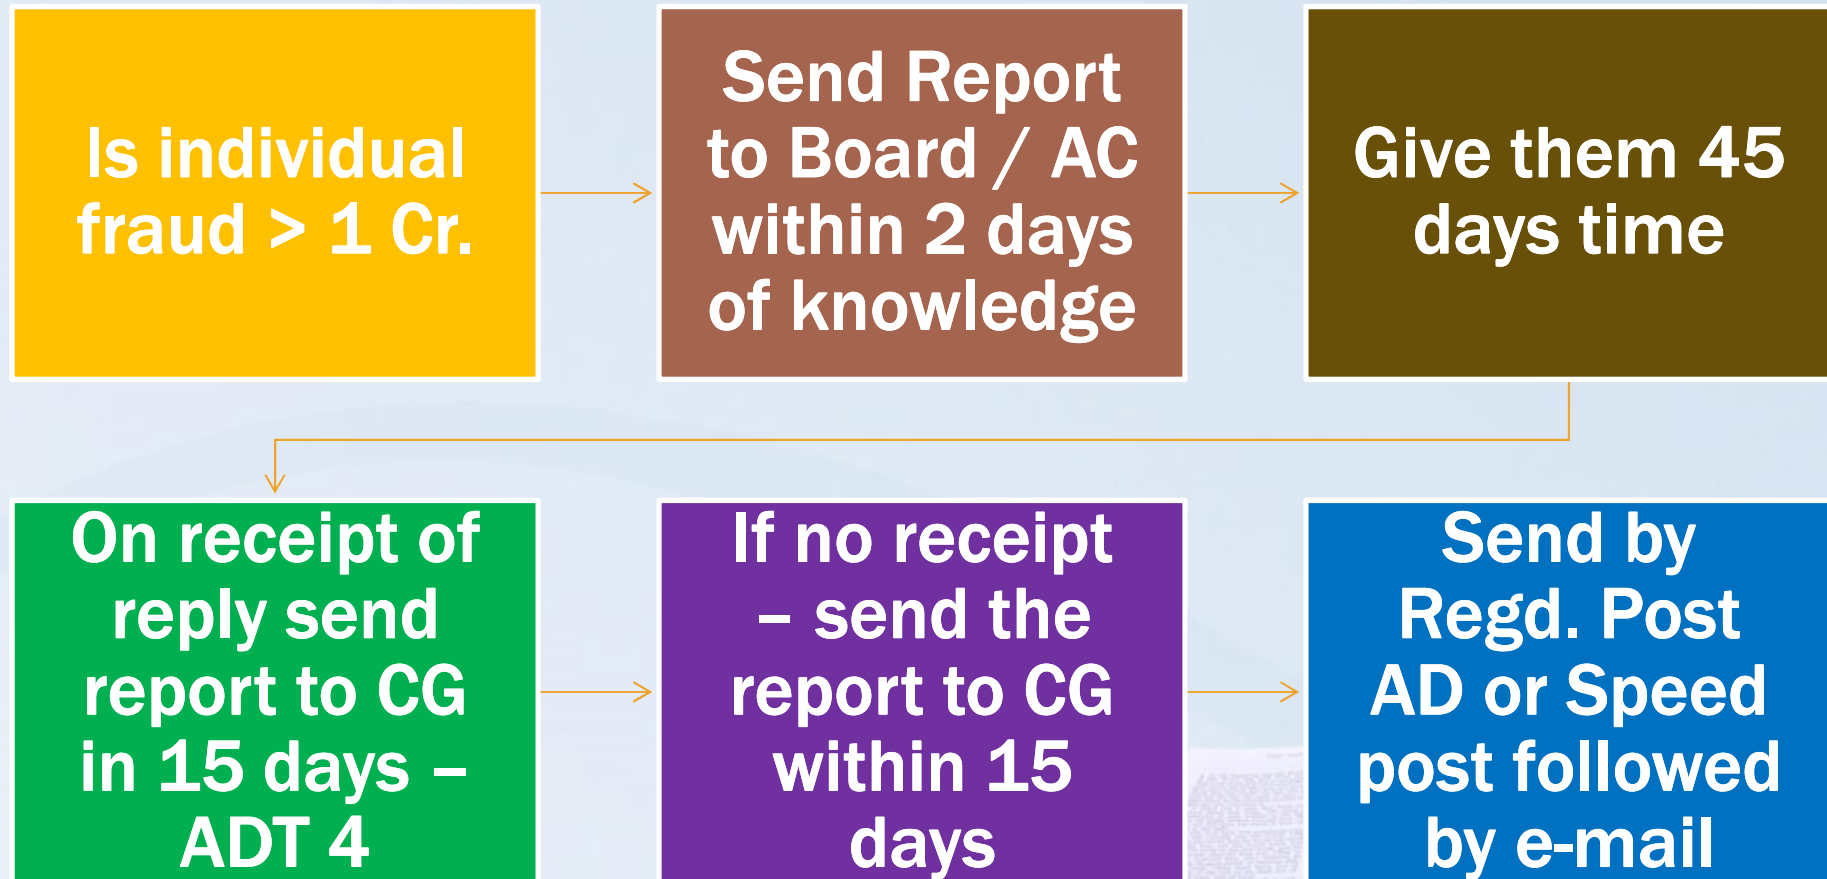 Is individual
fraud > 1 Cr.
Send Report
to Board / AC
within 2 days
of knowledge
Give them 45
days time
On receipt of
reply send
report to CG
in 15 days –
ADT 4
If no receipt
– send the
report to CG
within 15
days
Send by
Regd. Post
AD or Speed
post followed
by e-mail